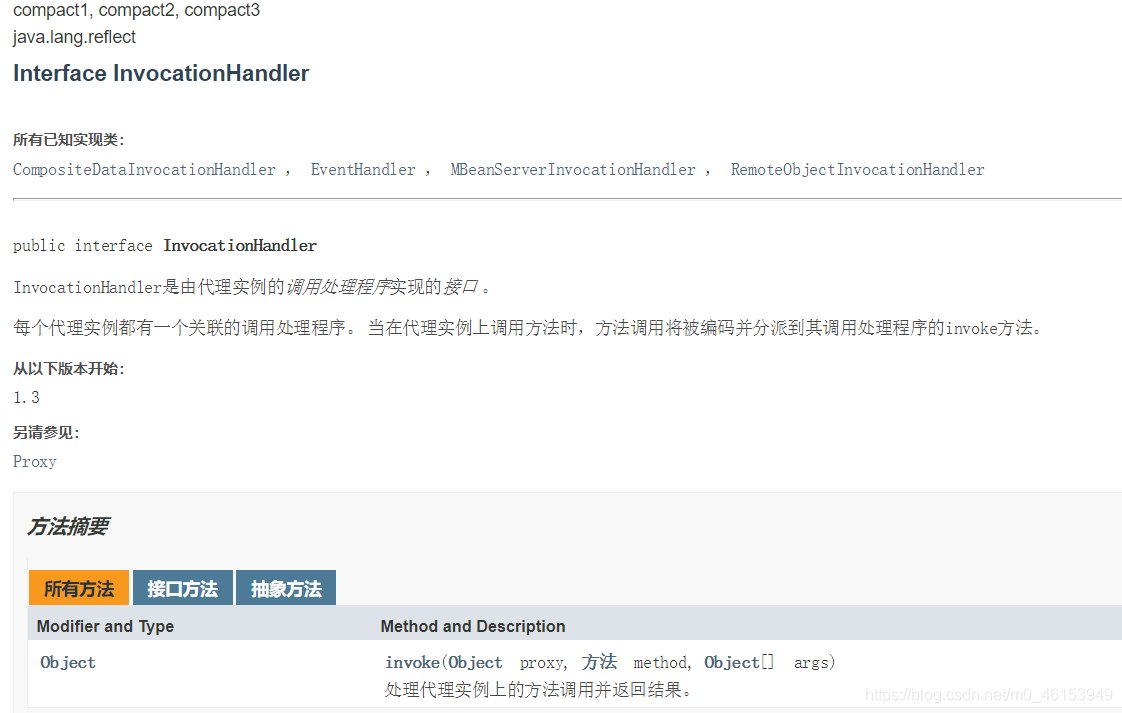 compact1, compact2, compact3
java.lang.reflect
Interface InvocationHandler
所有已知实现类：
CompositeDataInvocationHandler ， EventHandler ， MBeanServerInvocationHandler ， RemoteObjectInvocationHandler
public interface InvocationHandler
InvocationHandler是由代理实例的调用处理程序实现的接口 。
每个代理实例都有一个关联的调用处理程序。 当在代理实例上调用方法时，方法调用将被编码并分派到其调用处理程序的invoke方法。
从以下版本开始：
1.3
另请参见：
Proxy
方法摘要
所有方法 接口方法 抽象方法
Modifier and Type Method and Description
Object invoke(Object proxy, 方法 method, Object[] args)
处理代理实例上的方法调用并返回结果。
https://blog.csdn.net/m0_46153949